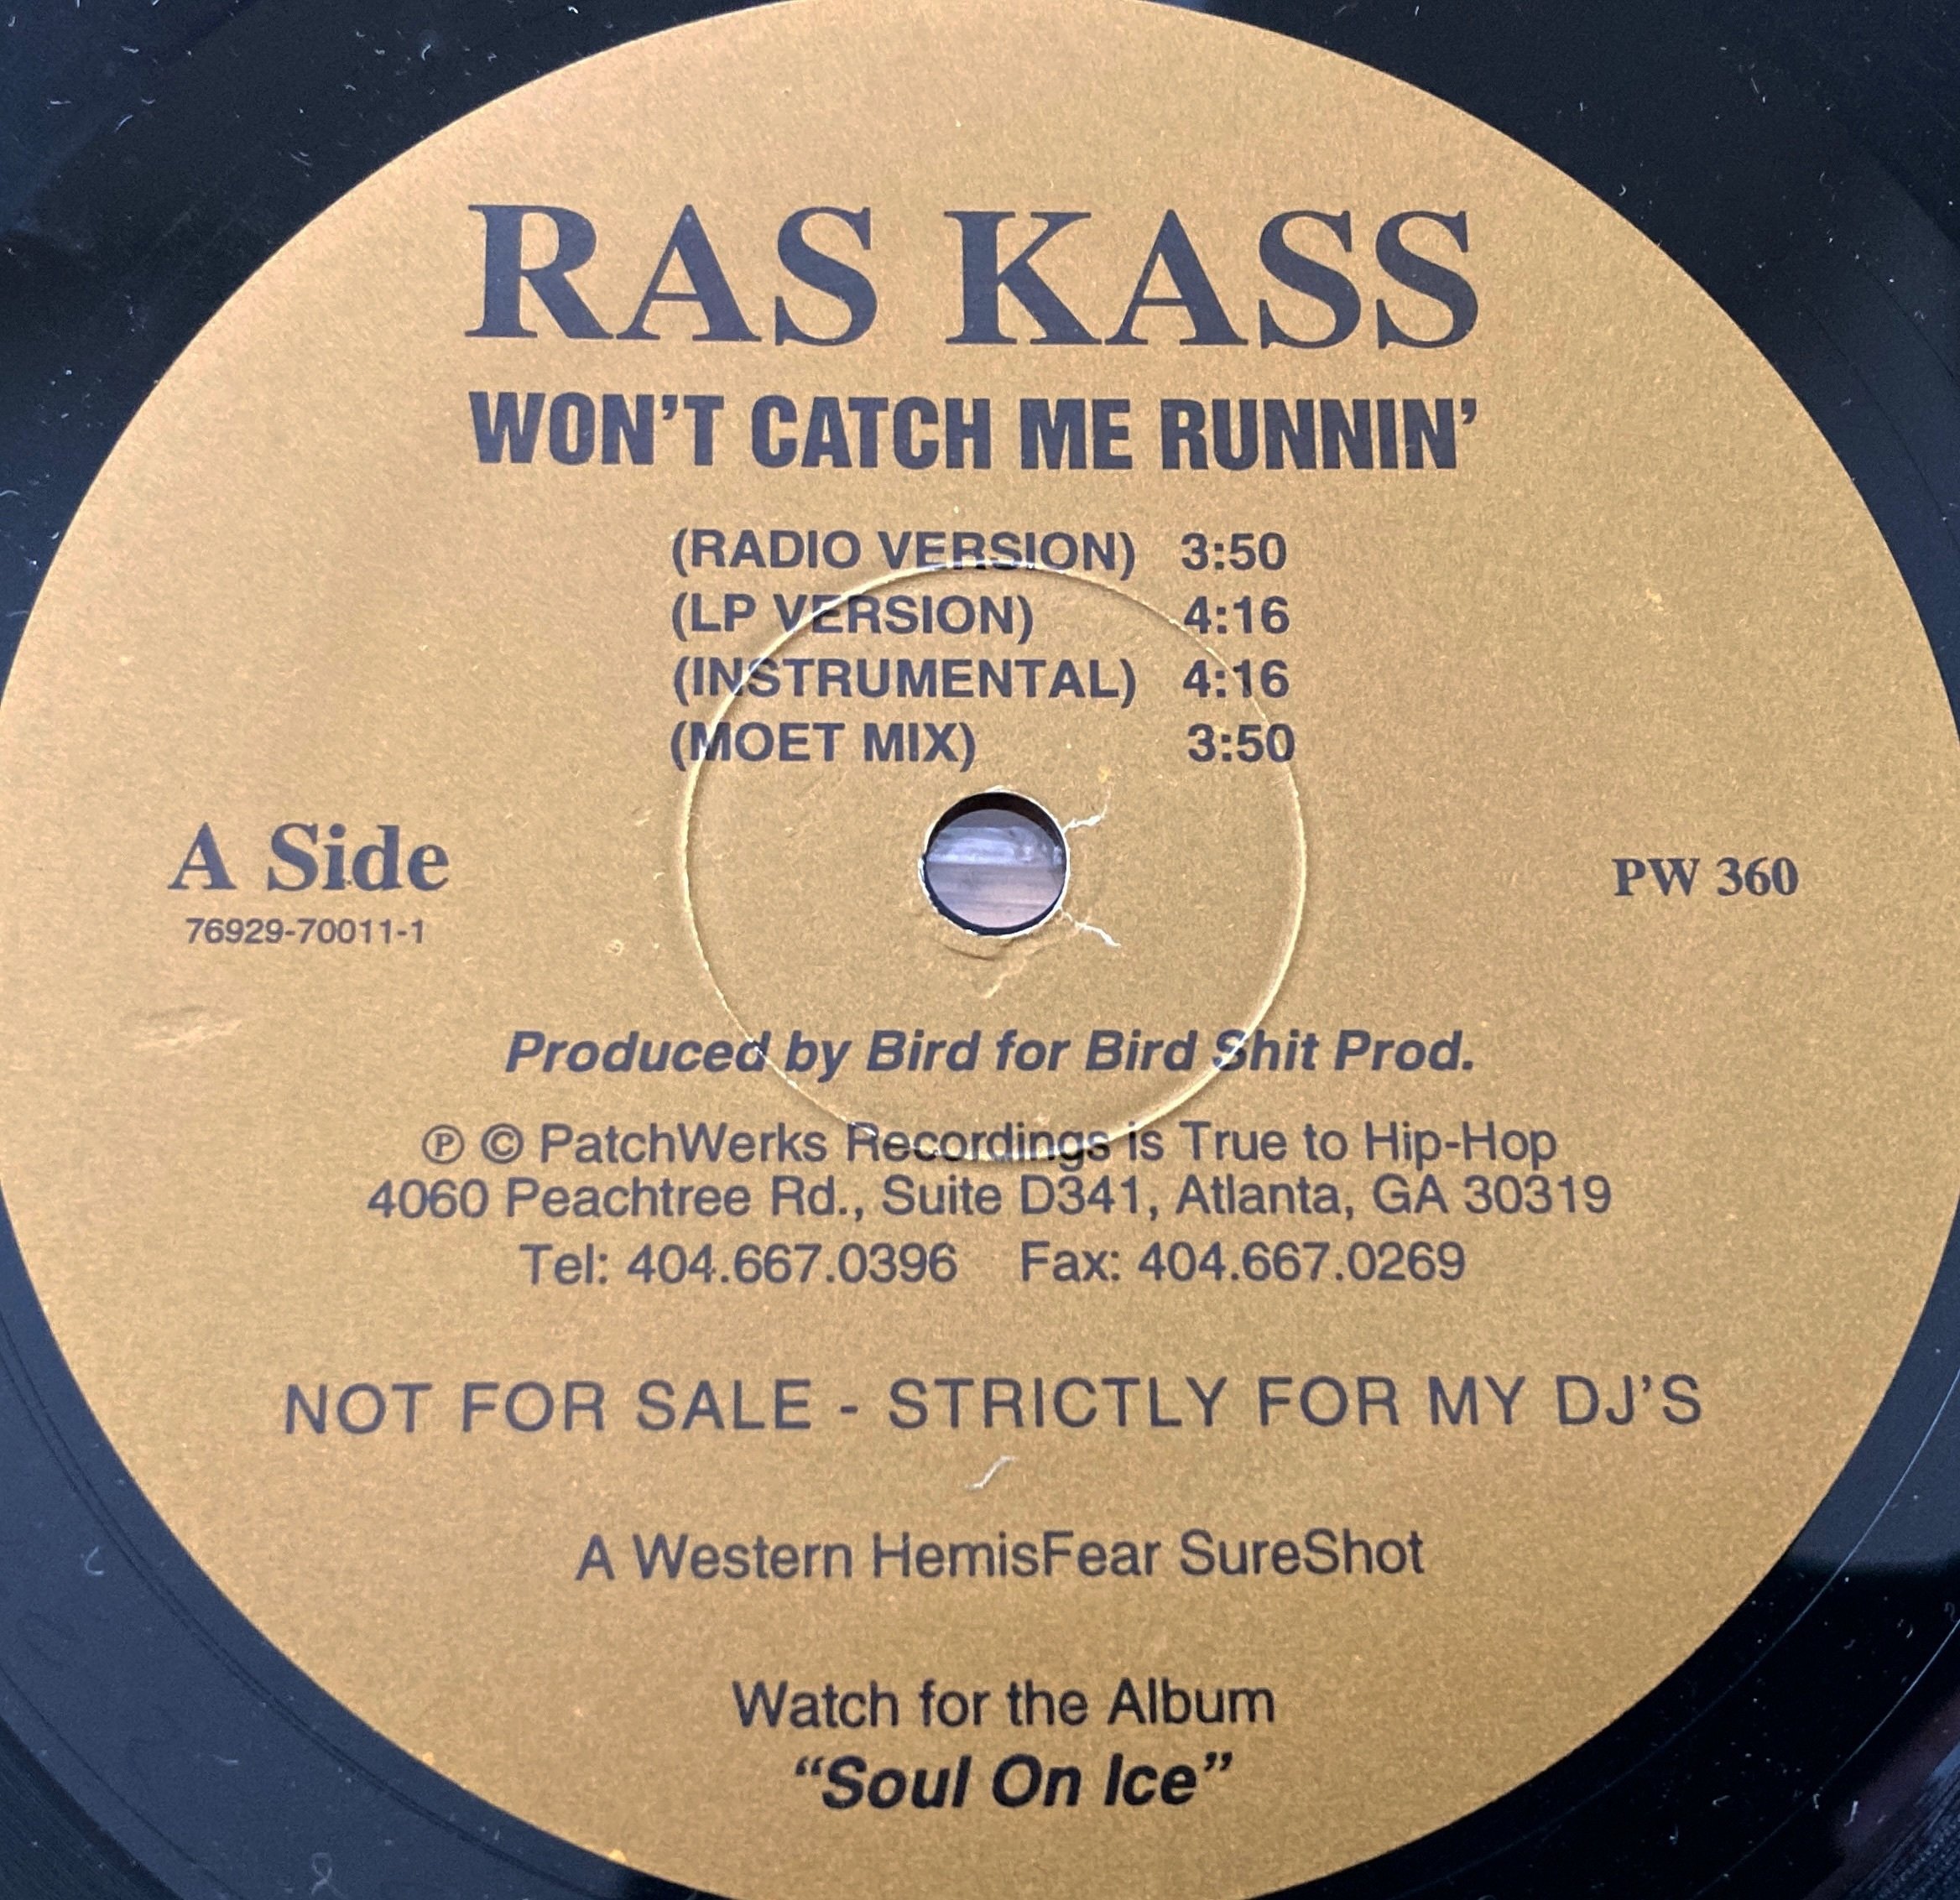 RAS KASS
WON'T CATCH ME RUNNIN'
(RADIO VERSION) 3:50
(LP VERSION) 4:16
(INSTRUMENTAL) 4:16
(MOET MIX) 3:50
A Side
76929-70011-1
PW 360
Produced by Bird for Bird Shit Prod.
℗ © PatchWerks Recordings is True to Hip-Hop
4060 Peachtree Rd., Suite D341, Atlanta, GA 30319
Tel: 404.667.0396 Fax: 404.667.0269
NOT FOR SALE - STRICTLY FOR MY DJ'S
A Western HemisFear SureShot
Watch for the Album
“Soul On Ice”